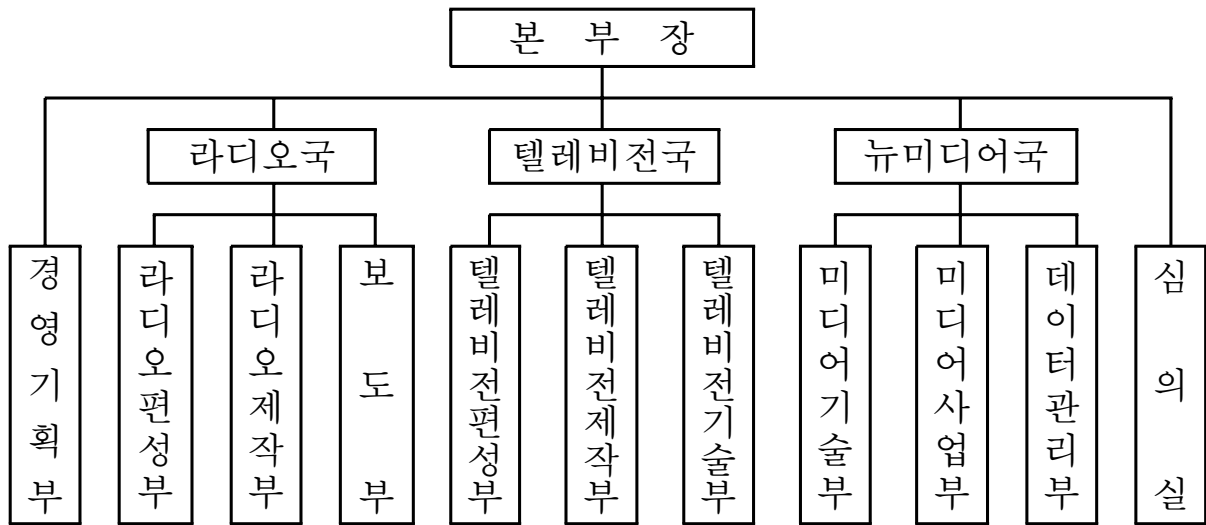 본 부 장
라디오국
텔레비전국
뉴미디어국
경영기획부
라디오편성부
라디오제작부
보도부
텔레비전편성부
텔레비전제작부
텔레비전기술부
미디어기술부
미디어사업부
데이터관리부
심의실